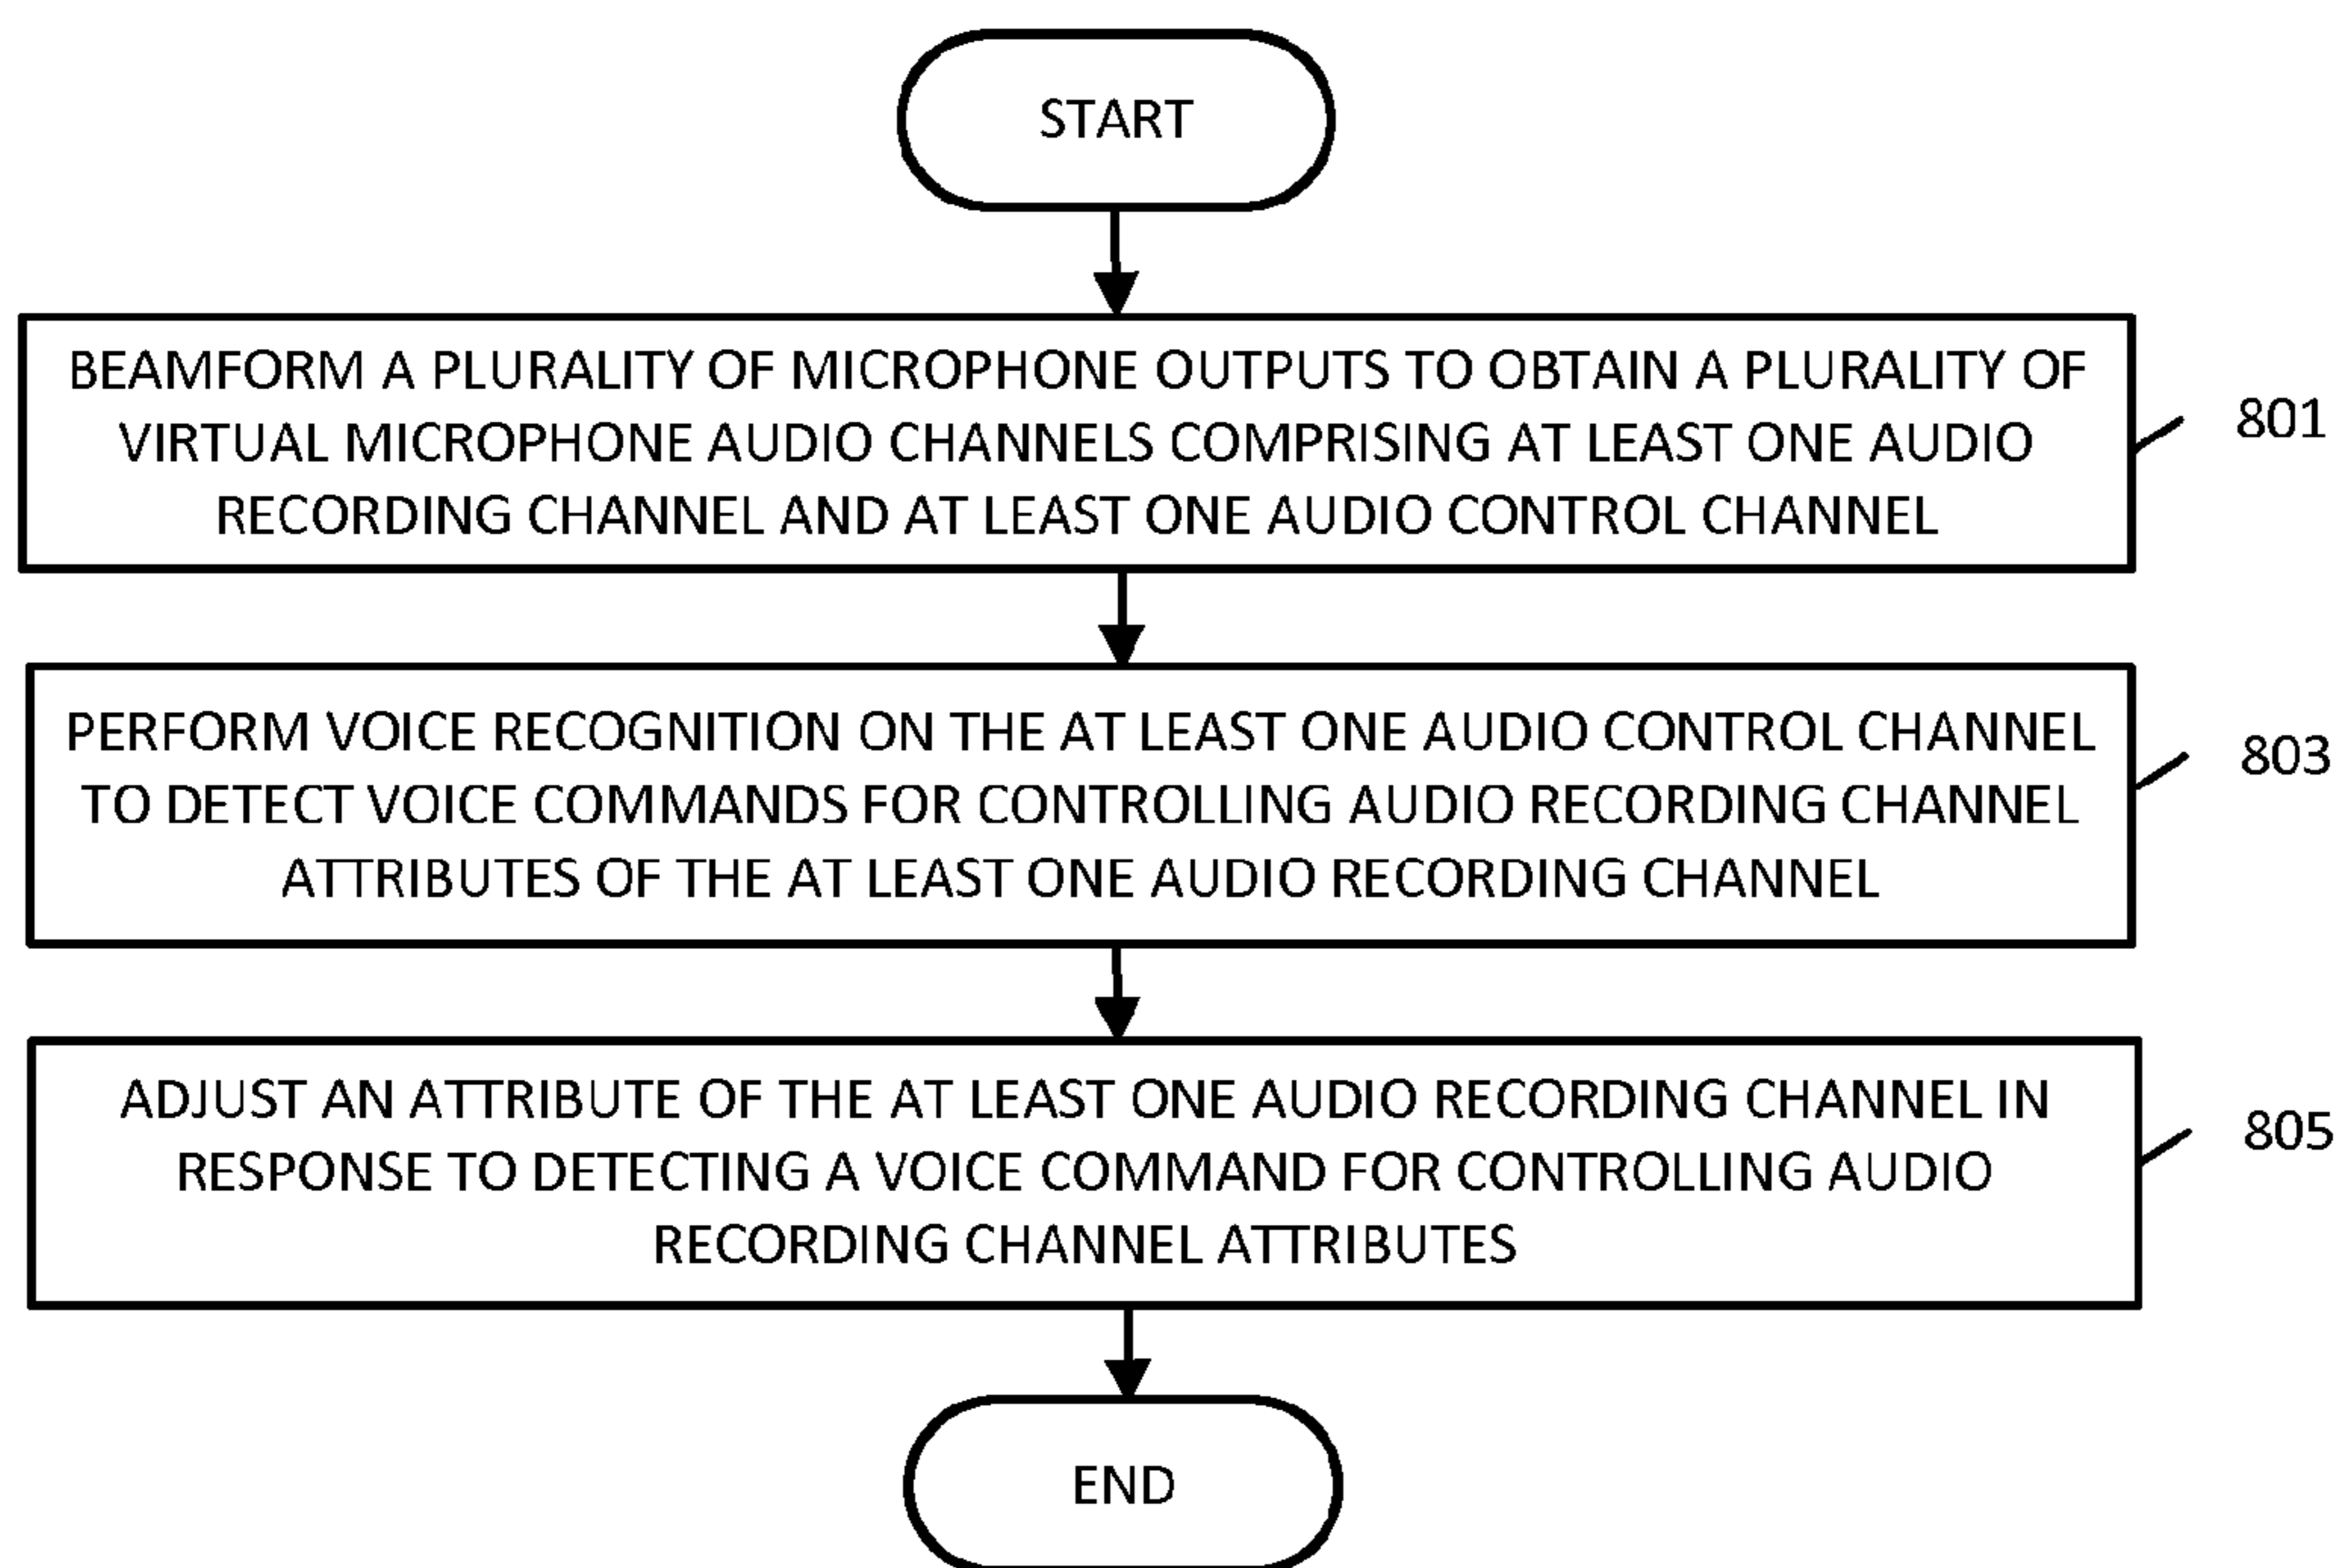 START
BEAMFORM A PLURALITY OF MICROPHONE OUTPUTS TO OBTAIN A PLURALITY OF
VIRTUAL MICROPHONE AUDIO CHANNELS COMPRISING AT LEAST ONE AUDIO
RECORDING CHANNEL AND AT LEAST ONE AUDIO CONTROL CHANNEL
801
PERFORM VOICE RECOGNITION ON THE AT LEAST ONE AUDIO CONTROL CHANNEL
TO DETECT VOICE COMMANDS FOR CONTROLLING AUDIO RECORDING CHANNEL
ATTRIBUTES OF THE AT LEAST ONE AUDIO RECORDING CHANNEL
803
ADJUST AN ATTRIBUTE OF THE AT LEAST ONE AUDIO RECORDING CHANNEL IN
RESPONSE TO DETECTING A VOICE COMMAND FOR CONTROLLING AUDIO
RECORDING CHANNEL ATTRIBUTES
805
END